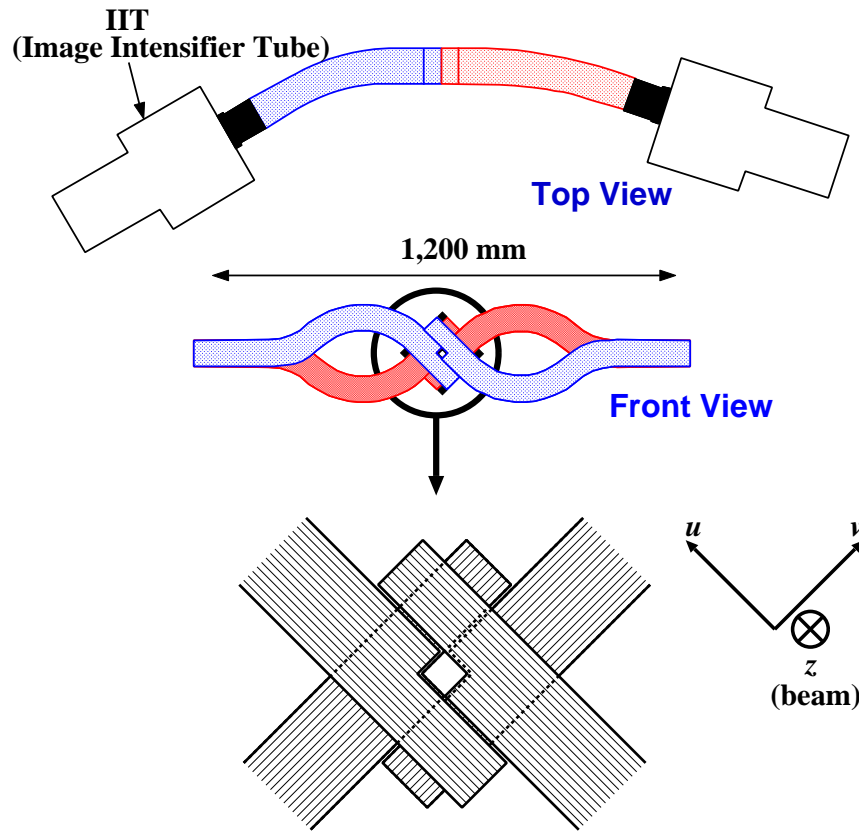 IIT
(Image Intensifier Tube)
Top View
1,200 mm
Front View
u
v
z
(beam)